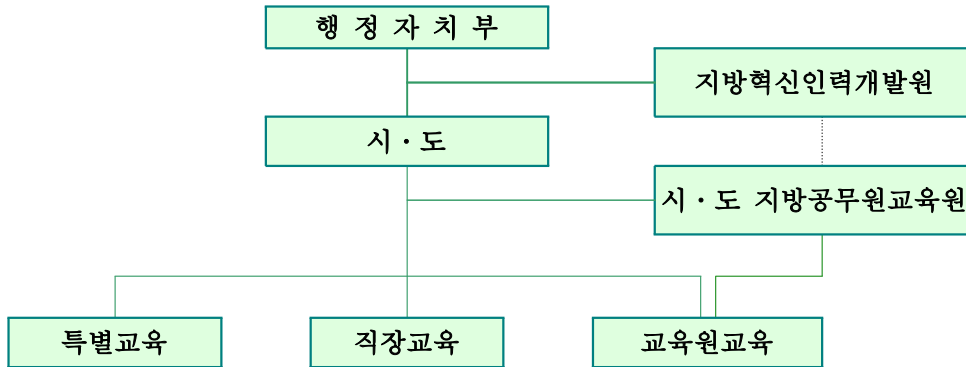 행 정 자 치 부
지방혁신인력개발원
시 · 도
시 · 도 지방공무원교육원
특별교육
직장교육
교육원교육